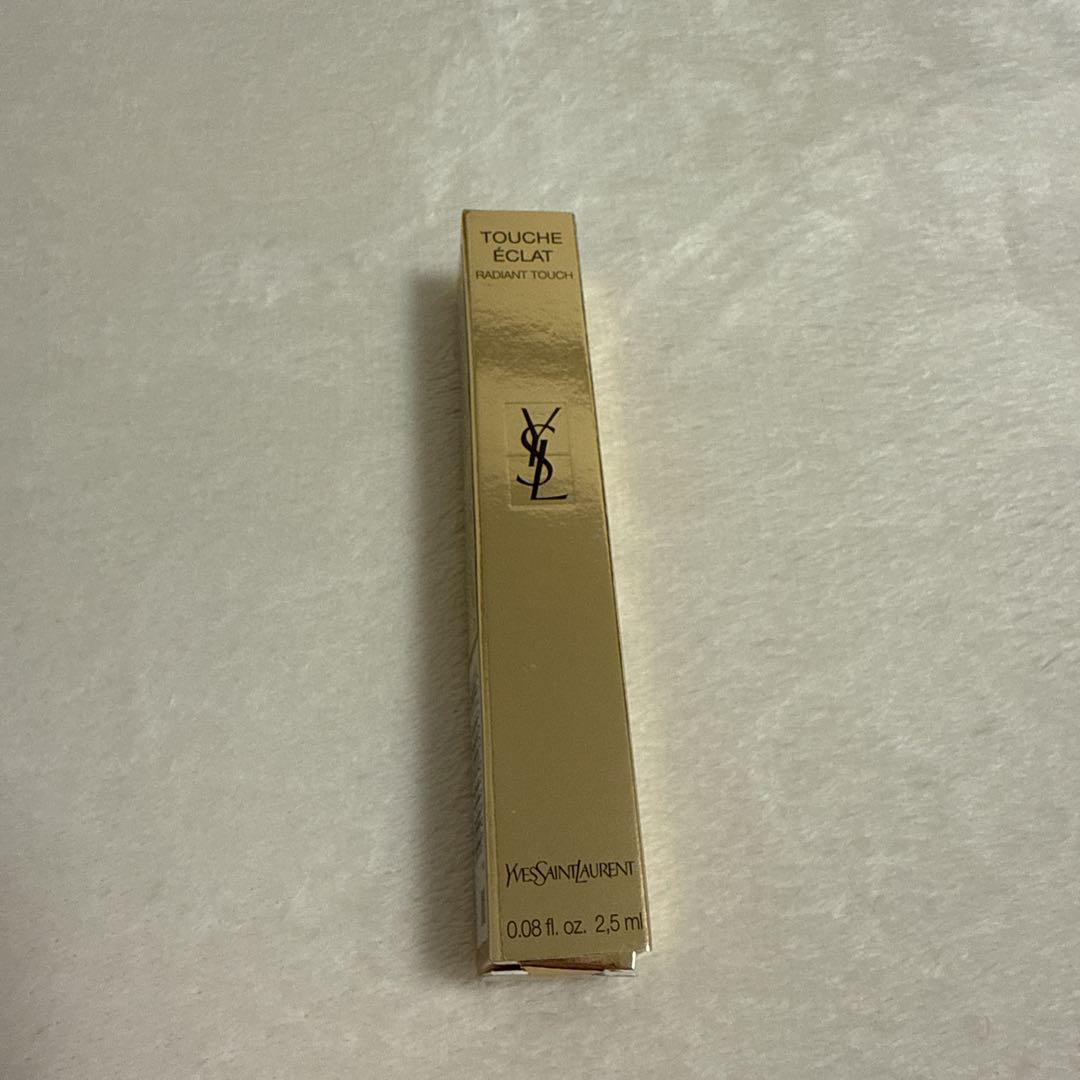 TOUCHE
ÉCLAT
RADIANT TOUCH
YSL
YVESSAINTLAURENT
0.08 fl. oz. 2,5 ml